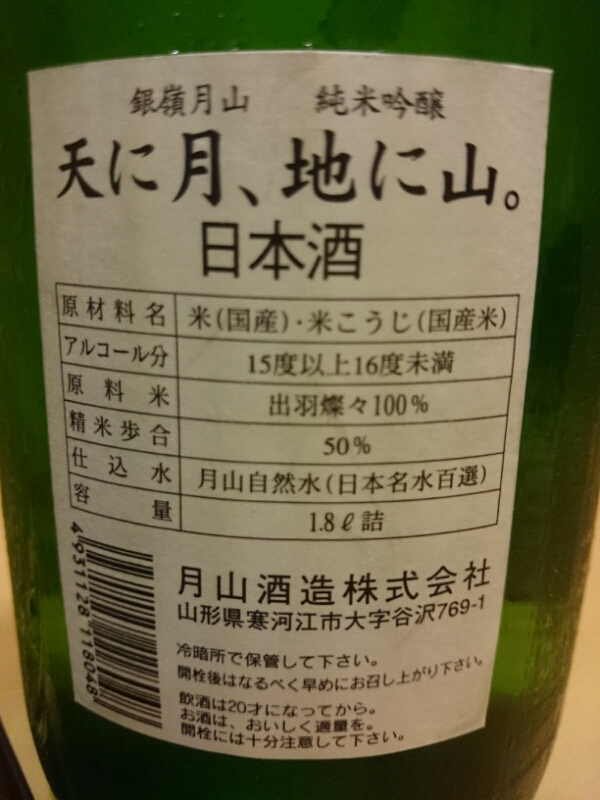 銀嶺月山 純米吟醸
天に月、地に山。
日本酒
原材料名 米(国産)・米こうじ(国産米)
アルコール分 15度以上16度未満
原料米 出羽燦々100%
精米歩合 50%
仕込水 月山自然水(日本名水百選)
容量 1.8ℓ詰
4931128118048
月山酒造株式会社
山形県寒河江市大字谷沢769-1
冷暗所で保管して下さい。
開栓後はなるべく早めにお召し上がり下さい。
飲酒は20才になってから。
お酒は、おいしく適量を。
開栓には十分注意して下さい。